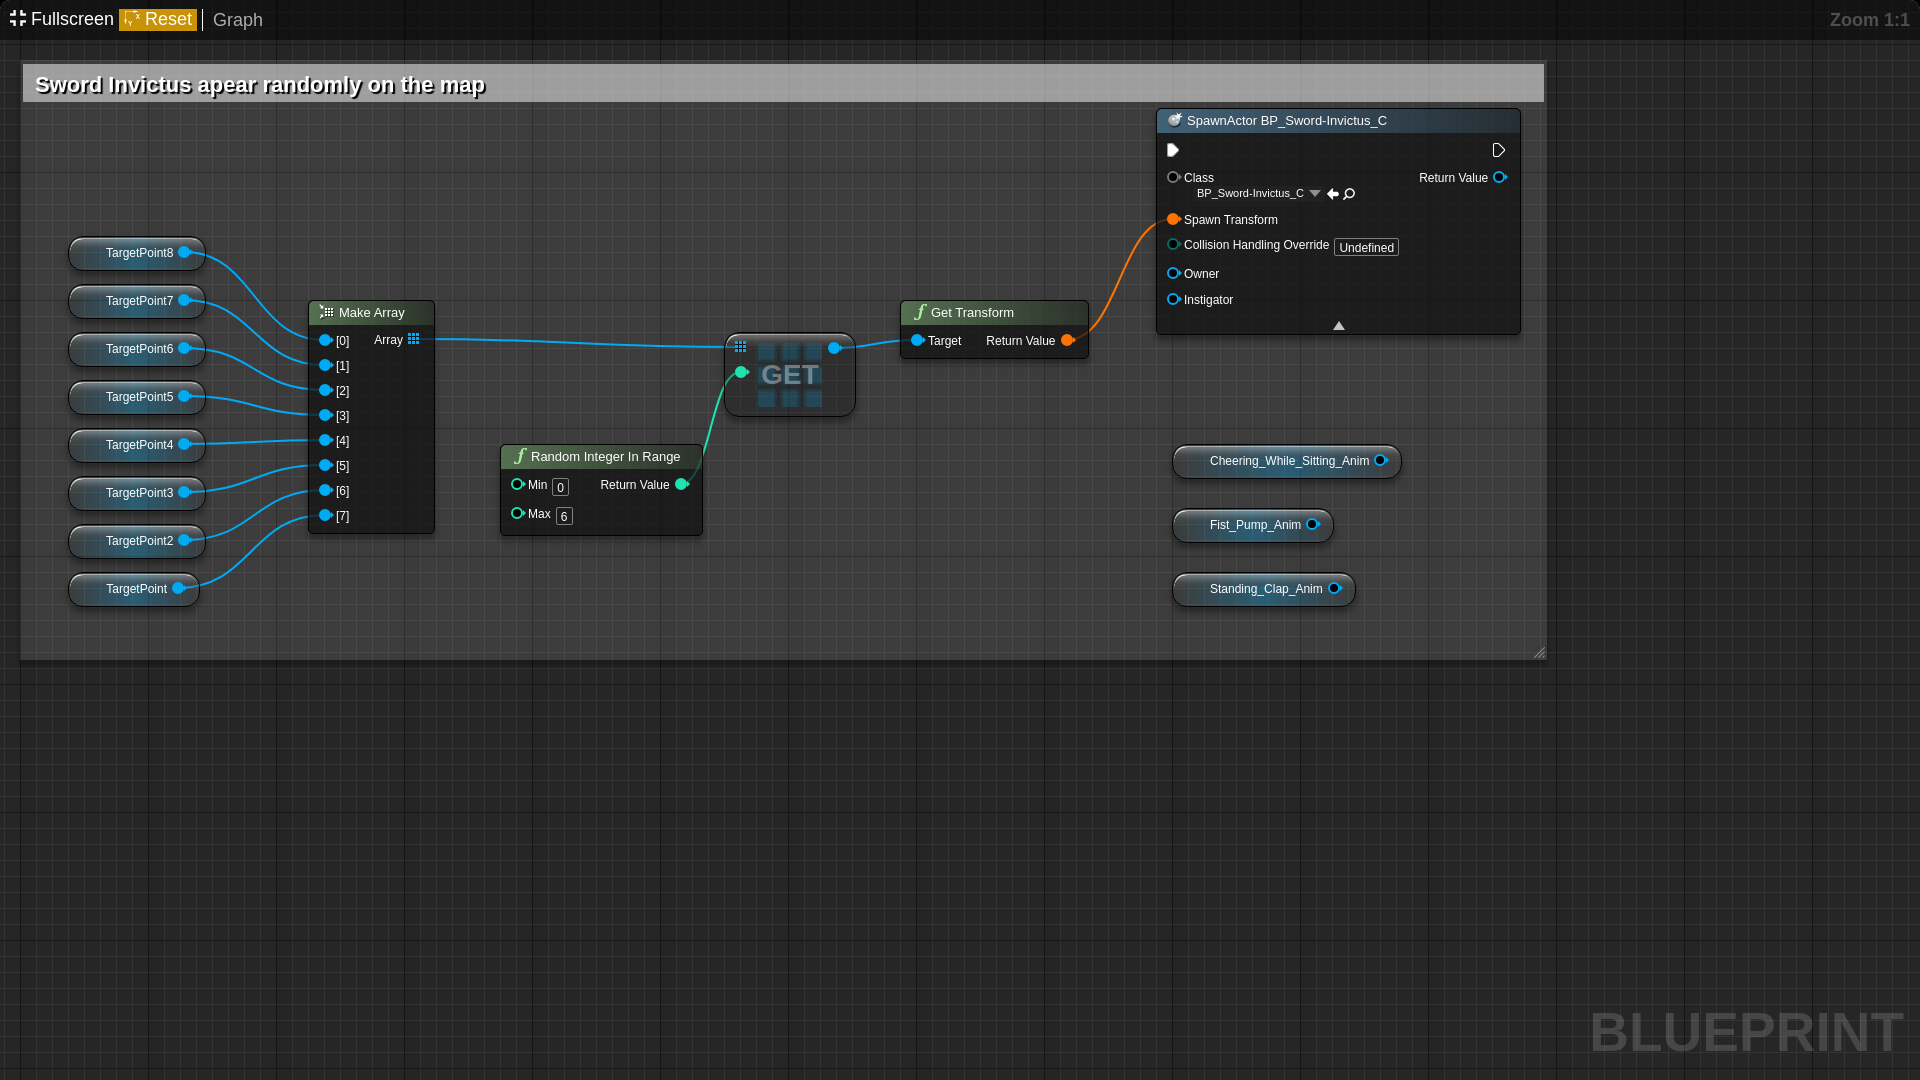 Fullscreen Reset Graph Zoom 1:1
Sword Invictus apear randomly on the map
SpawnActor BP_Sword-Invictus_C
Class Return Value
BP_Sword-Invictus_C
Spawn Transform
Collision Handling Override Undefined
Owner
Instigator
TargetPoint8
TargetPoint7
TargetPoint6
TargetPoint5
TargetPoint4
TargetPoint3
TargetPoint2
TargetPoint
Make Array
[0] Array
[1]
[2]
[3]
[4]
[5]
[6]
[7]
GET
Get Transform
Target Return Value
Random Integer In Range
Min 0 Return Value
Max 6
Cheering_While_Sitting_Anim
Fist_Pump_Anim
Standing_Clap_Anim
BLUEPRINT